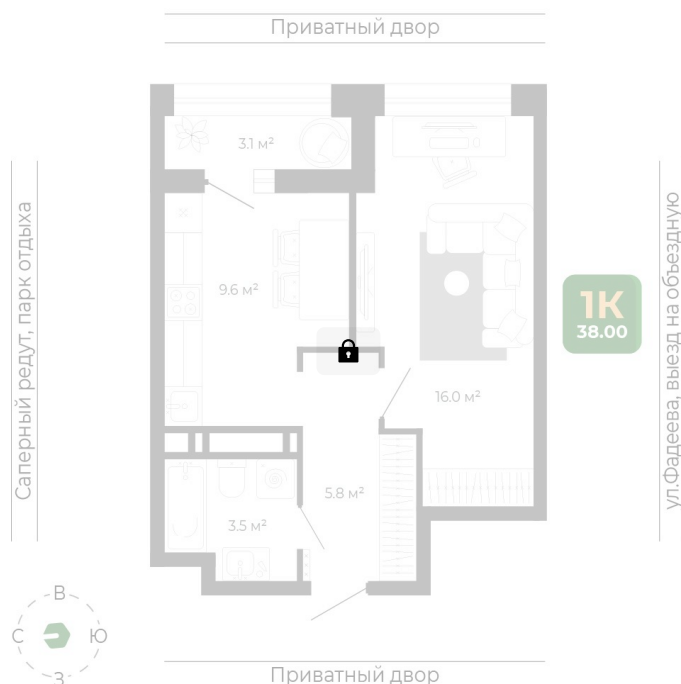 Приватный двор
3.1 м²
Саперный редут, парк отдыха
ул.Фадеева, выезд на объездную
9.6 м²
1К
38.00
16.0 м²
5.8 м²
3.5 м²
В
С
Ю
З
Приватный двор